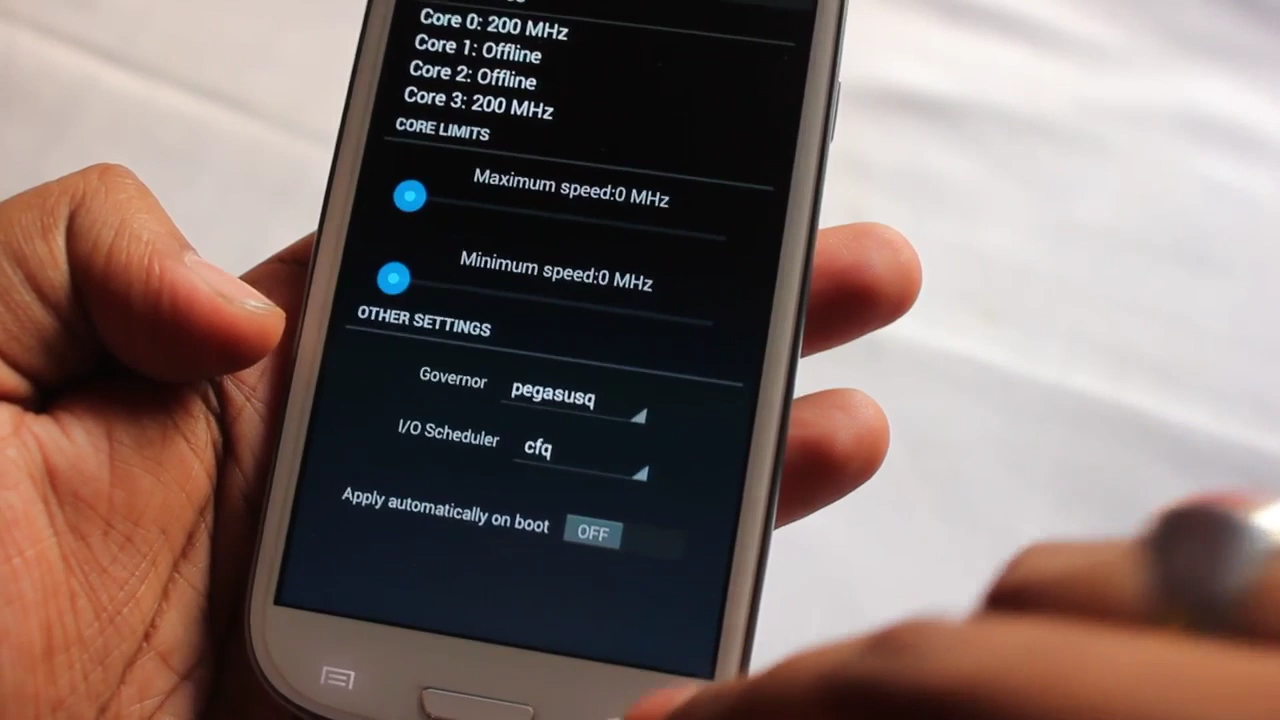 Core 0: 200 MHz
Core 1: Offline
Core 2: Offline
Core 3: 200 MHz
CORE LIMITS
Maximum speed:0 MHz
Minimum speed:0 MHz
OTHER SETTINGS
Governor pegasusq
I/O Scheduler cfq
Apply automatically on boot OFF